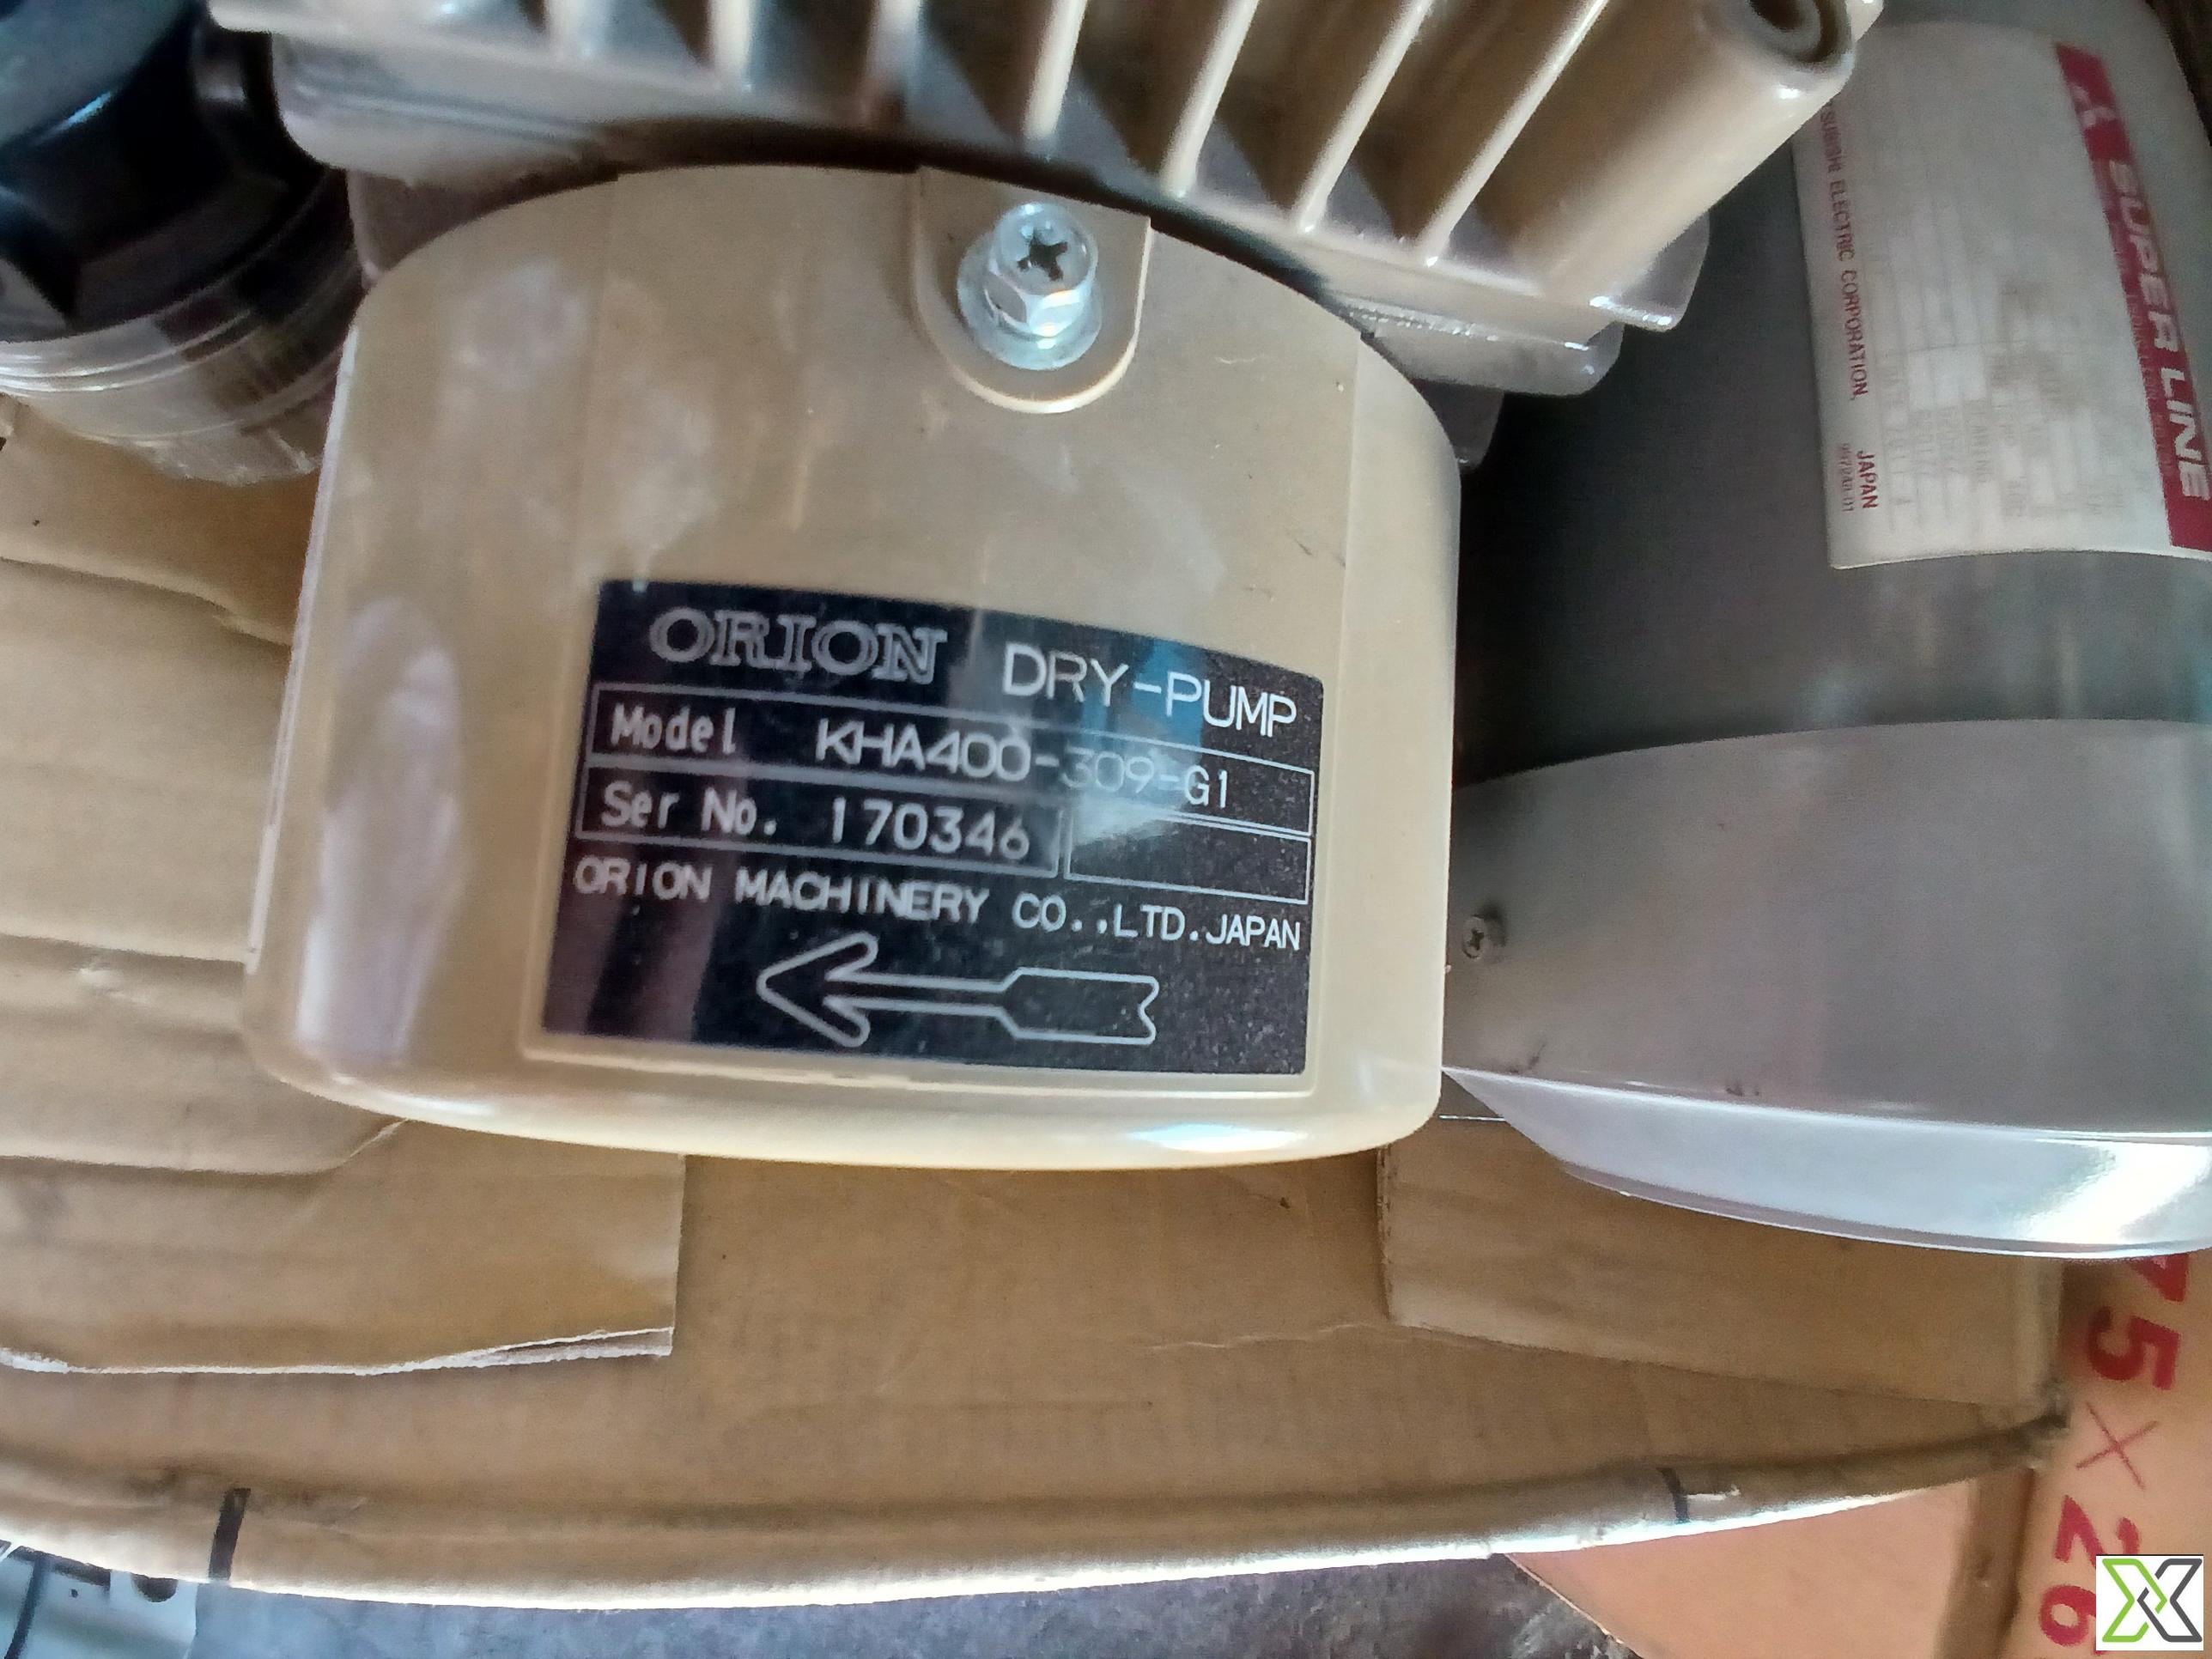 ORION DRY-PUMP
Model KHA400-309-G1
Ser No. 170346
ORION MACHINERY CO.,LTD.JAPAN
SUPER LINE
ELECTRIC CORPORATION, JAPAN
75×26